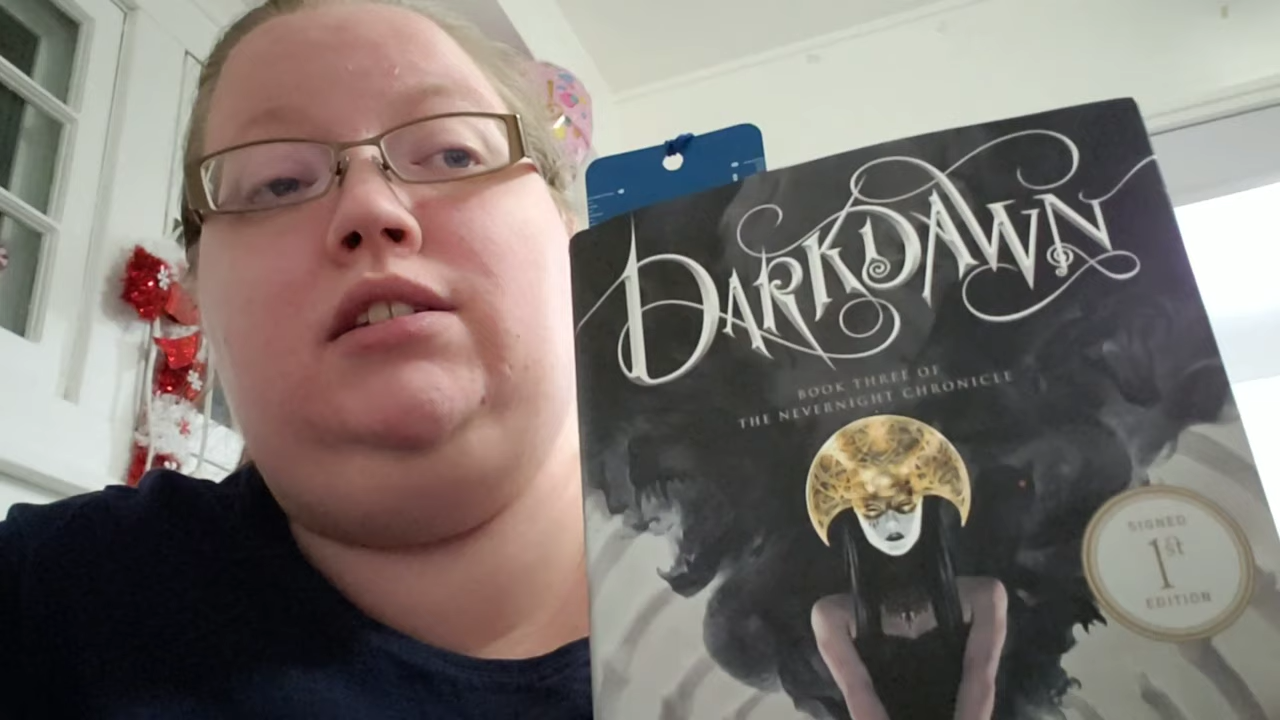 DARKDAWN
BOOK THREE OF
THE NEVERNIGHT CHRONICLE
SIGNED
1st
EDITION